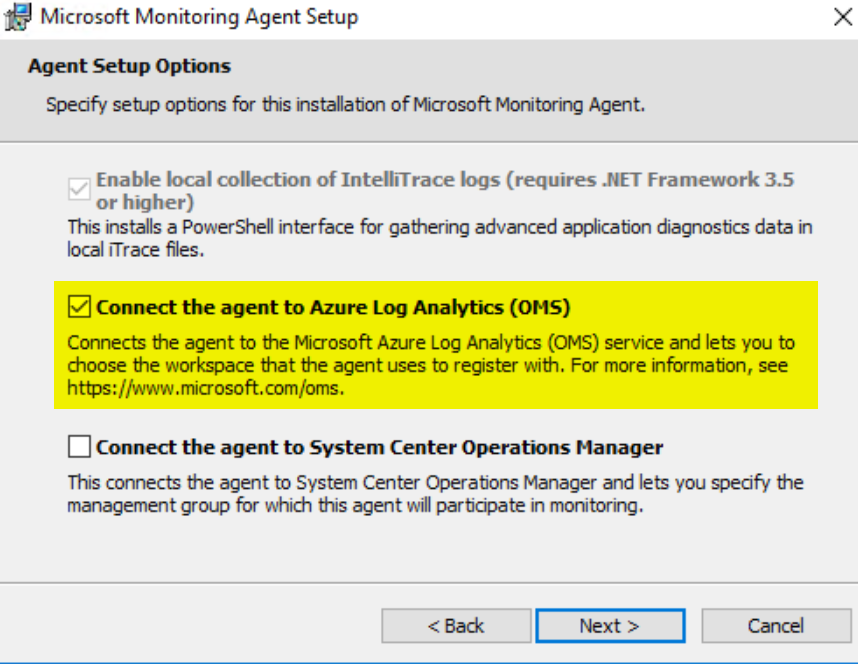 Microsoft Monitoring Agent Setup
Agent Setup Options
Specify setup options for this installation of Microsoft Monitoring Agent.
Enable local collection of IntelliTrace logs (requires .NET Framework 3.5
or higher)
This installs a PowerShell interface for gathering advanced application diagnostics data in
local iTrace files.
Connect the agent to Azure Log Analytics (OMS)
Connects the agent to the Microsoft Azure Log Analytics (OMS) service and lets you to
choose the workspace that the agent uses to register with. For more information, see
https://www.microsoft.com/oms.
Connect the agent to System Center Operations Manager
This connects the agent to System Center Operations Manager and lets you specify the
management group for which this agent will participate in monitoring.
< Back
Next >
Cancel